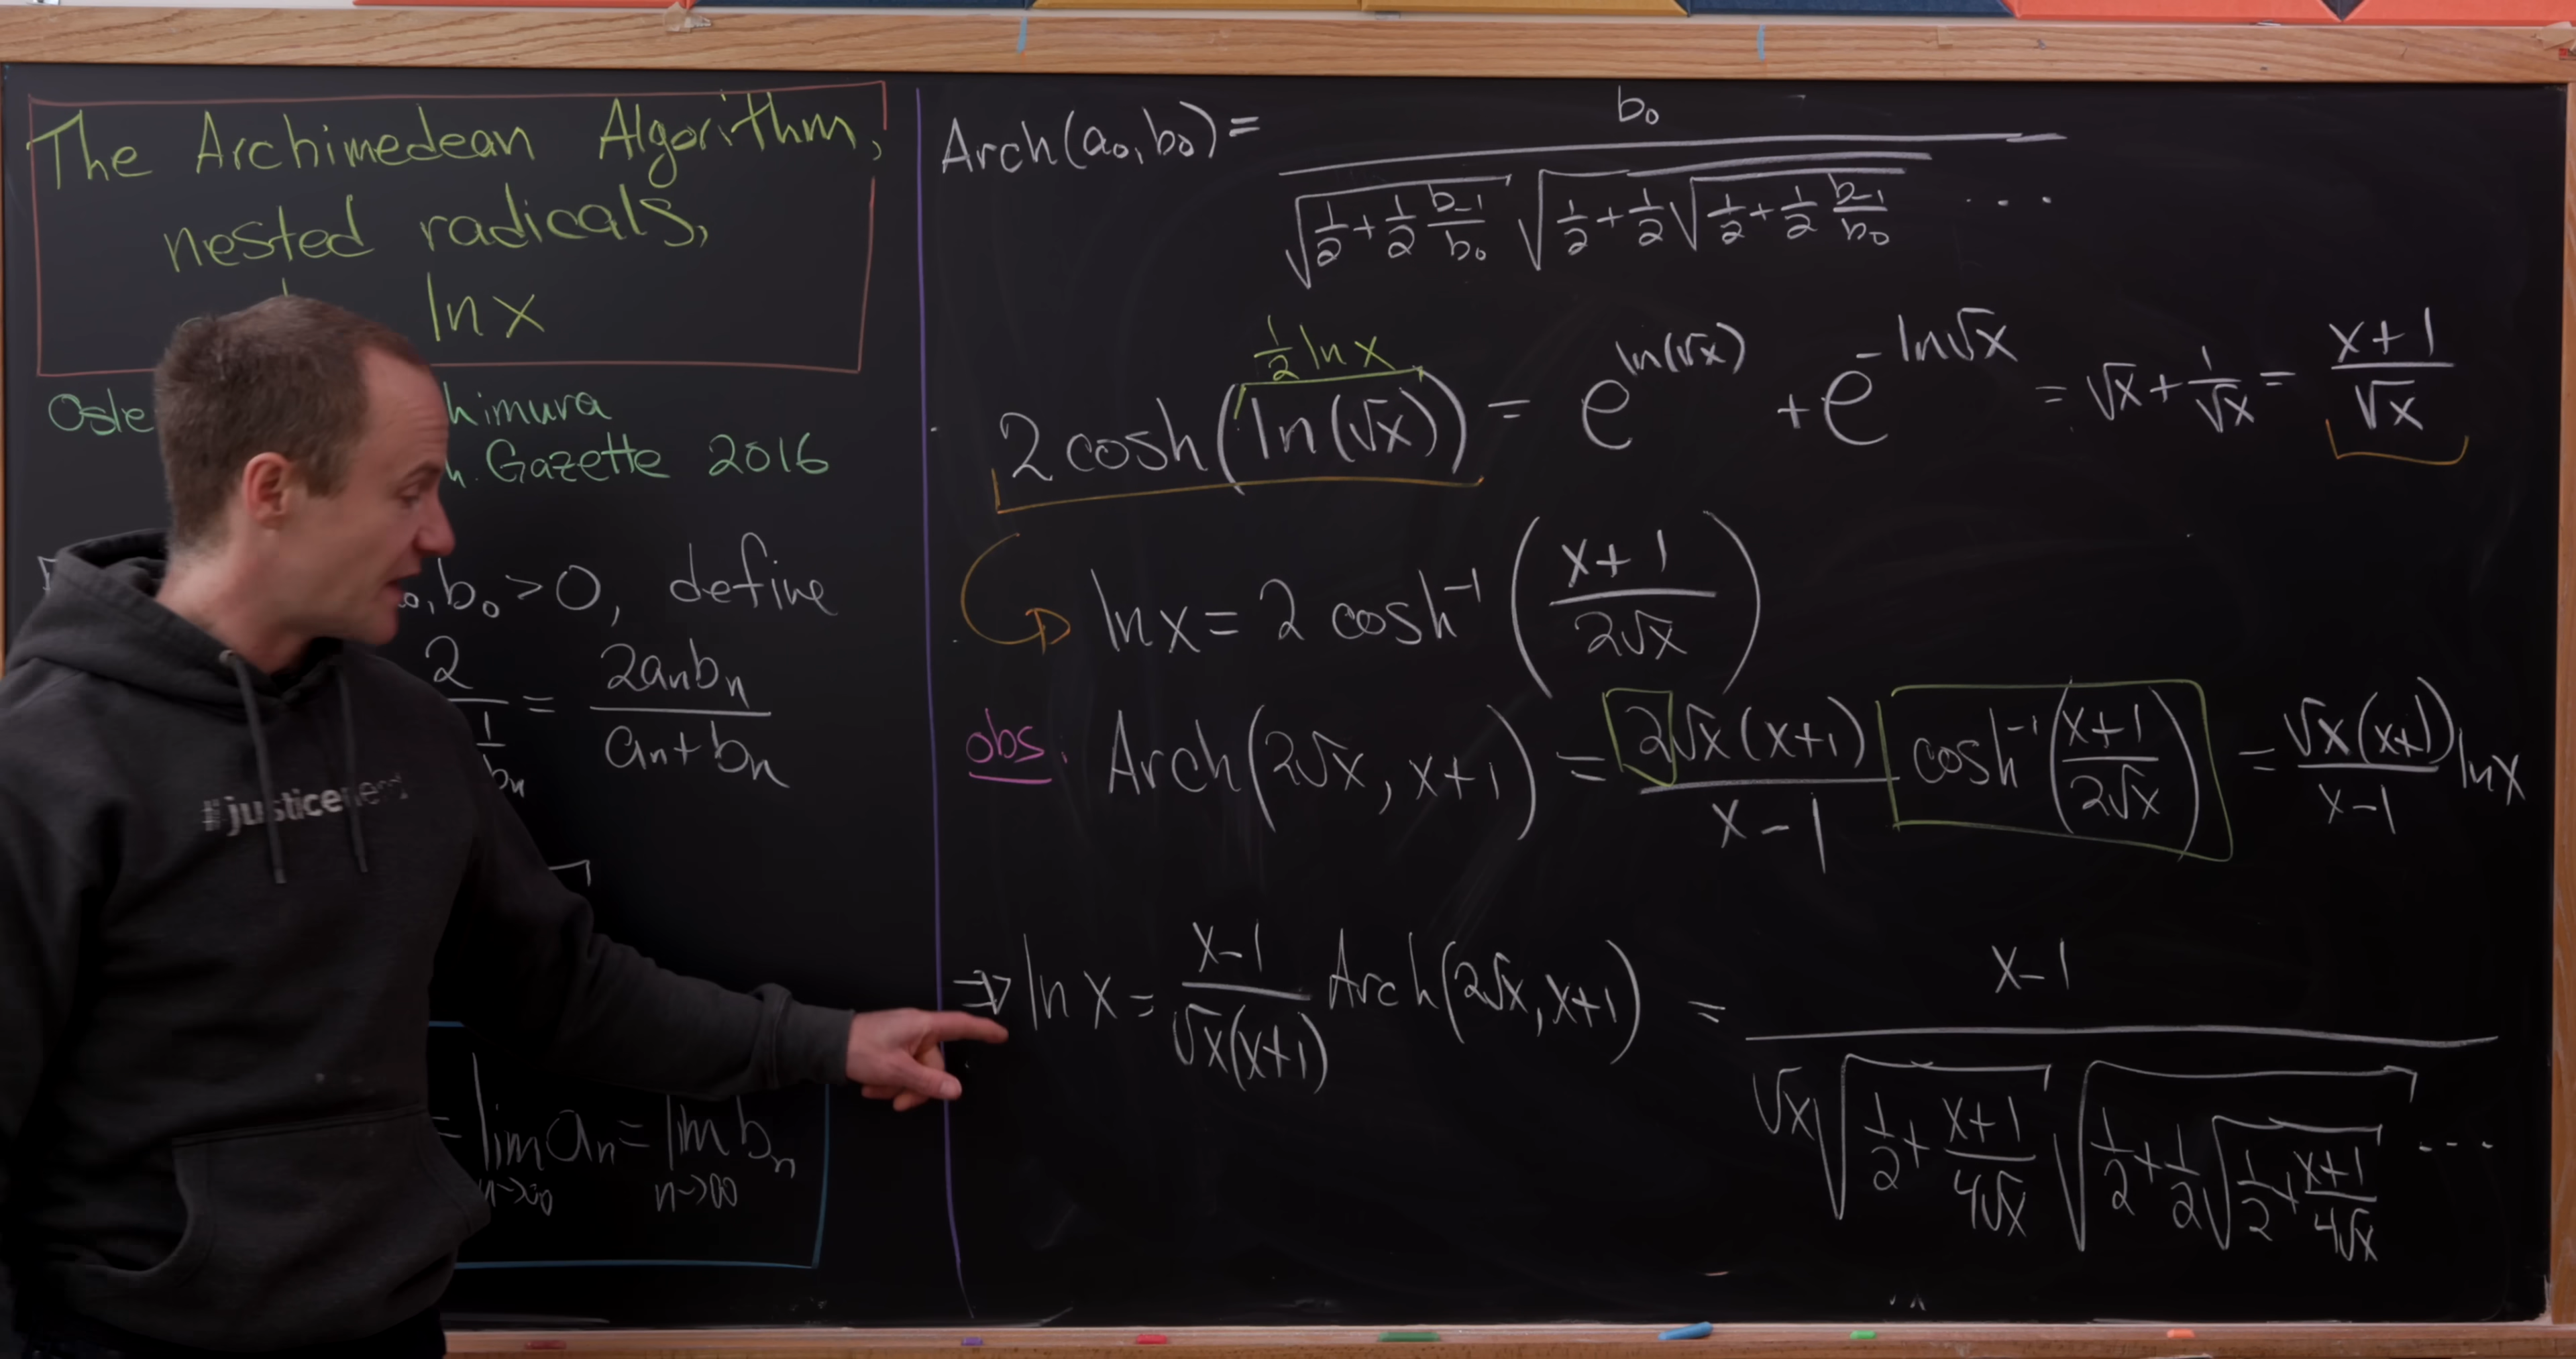 The Archimedean Algorithm,
nested radicals,
ln x
himura
Gazette 2016
b₀ > 0, define
2 / = 2aₙbₙ / (aₙ + bₙ)
#justicenerd
= lim_{n→∞} aₙ = lim_{n→∞} bₙ
Arch(a₀, b₀) = b₀ / (√(1/2 + 1/2 b₋₁/b₀) √(1/2 + 1/2 √(1/2 + 1/2 b₋₁/b₀)) ...)
1/2 ln x
2 cosh(ln(√x)) = e^{ln(√x)} + e^{-ln√x} = √x + 1/√x = (x+1)/√x
ln x = 2 cosh⁻¹((x+1)/(2√x))
obs. Arch(2√x, x+1) = 2√x(x+1)/(x-1) cosh⁻¹((x+1)/(2√x)) = √x(x+1)/(x-1) ln x
⇒ ln x = (x-1)/(√x(x+1)) Arch(2√x, x+1) = (x-1) / (√x √(1/2 + (x+1)/(4√x)) √(1/2 + 1/2 √(1/2 + (x+1)/(4√x))) ...)